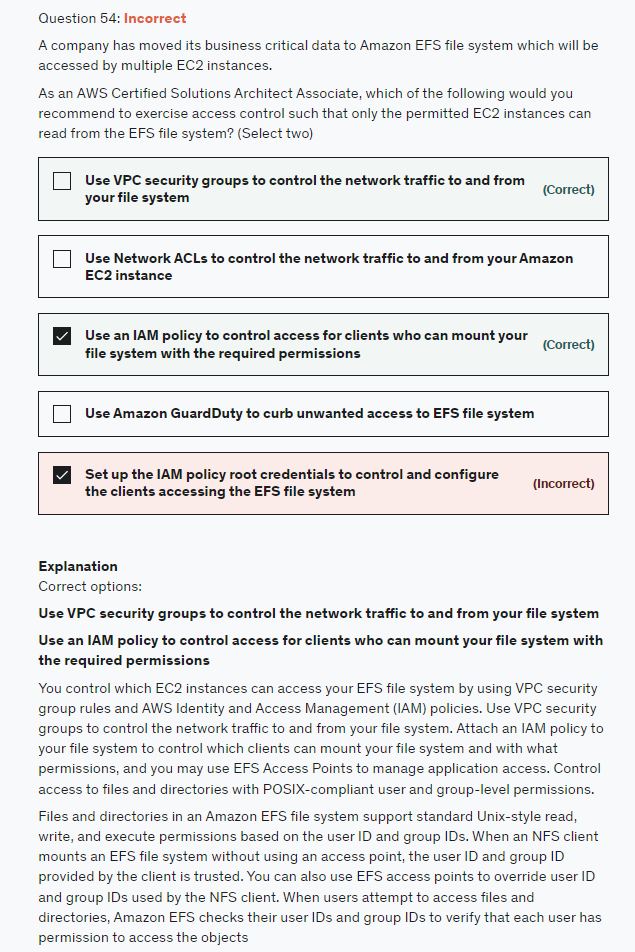 Question 54: Incorrect
A company has moved its business critical data to Amazon EFS file system which will be
accessed by multiple EC2 instances.
As an AWS Certified Solutions Architect Associate, which of the following would you
recommend to exercise access control such that only the permitted EC2 instances can
read from the EFS file system? (Select two)
Use VPC security groups to control the network traffic to and from
your file system
(Correct)
Use Network ACLs to control the network traffic to and from your Amazon
EC2 instance
Use an IAM policy to control access for clients who can mount your
file system with the required permissions
(Correct)
Use Amazon GuardDuty to curb unwanted access to EFS file system
Set up the IAM policy root credentials to control and configure
the clients accessing the EFS file system
(Incorrect)
Explanation
Correct options:
Use VPC security groups to control the network traffic to and from your file system
Use an IAM policy to control access for clients who can mount your file system with
the required permissions
You control which EC2 instances can access your EFS file system by using VPC security
group rules and AWS Identity and Access Management (IAM) policies. Use VPC security
groups to control the network traffic to and from your file system. Attach an IAM policy to
your file system to control which clients can mount your file system and with what
permissions, and you may use EFS Access Points to manage application access. Control
access to files and directories with POSIX-compliant user and group-level permissions.
Files and directories in an Amazon EFS file system support standard Unix-style read,
write, and execute permissions based on the user ID and group IDs. When an NFS client
mounts an EFS file system without using an access point, the user ID and group ID
provided by the client is trusted. You can also use EFS access points to override user ID
and group IDs used by the NFS client. When users attempt to access files and
directories, Amazon EFS checks their user IDs and group IDs to verify that each user has
permission to access the objects